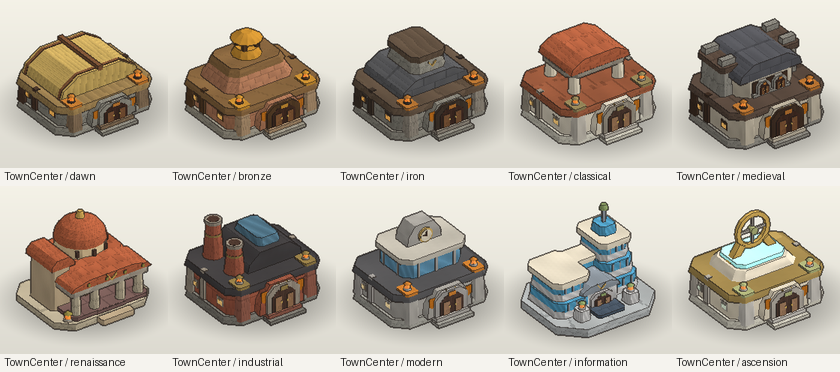 TownCenter / dawn
TownCenter / bronze
TownCenter / iron
TownCenter / classical
TownCenter / medieval
TownCenter / renaissance
TownCenter / industrial
TownCenter / modern
TownCenter / information
TownCenter / ascension